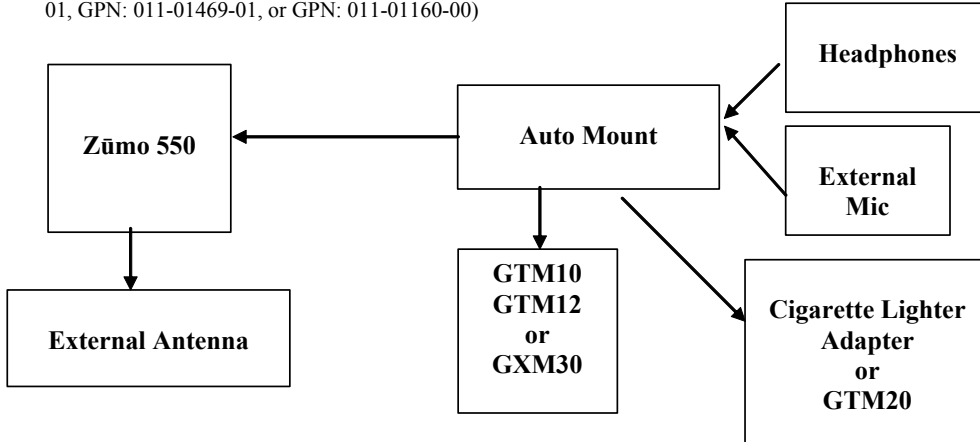 01, GPN: 011-01469-01, or GPN: 011-01160-00)
Headphones
Zūmo 550
Auto Mount
External
Mic
GTM10
GTM12
or
GXM30
External Antenna
Cigarette Lighter
Adapter
or
GTM20